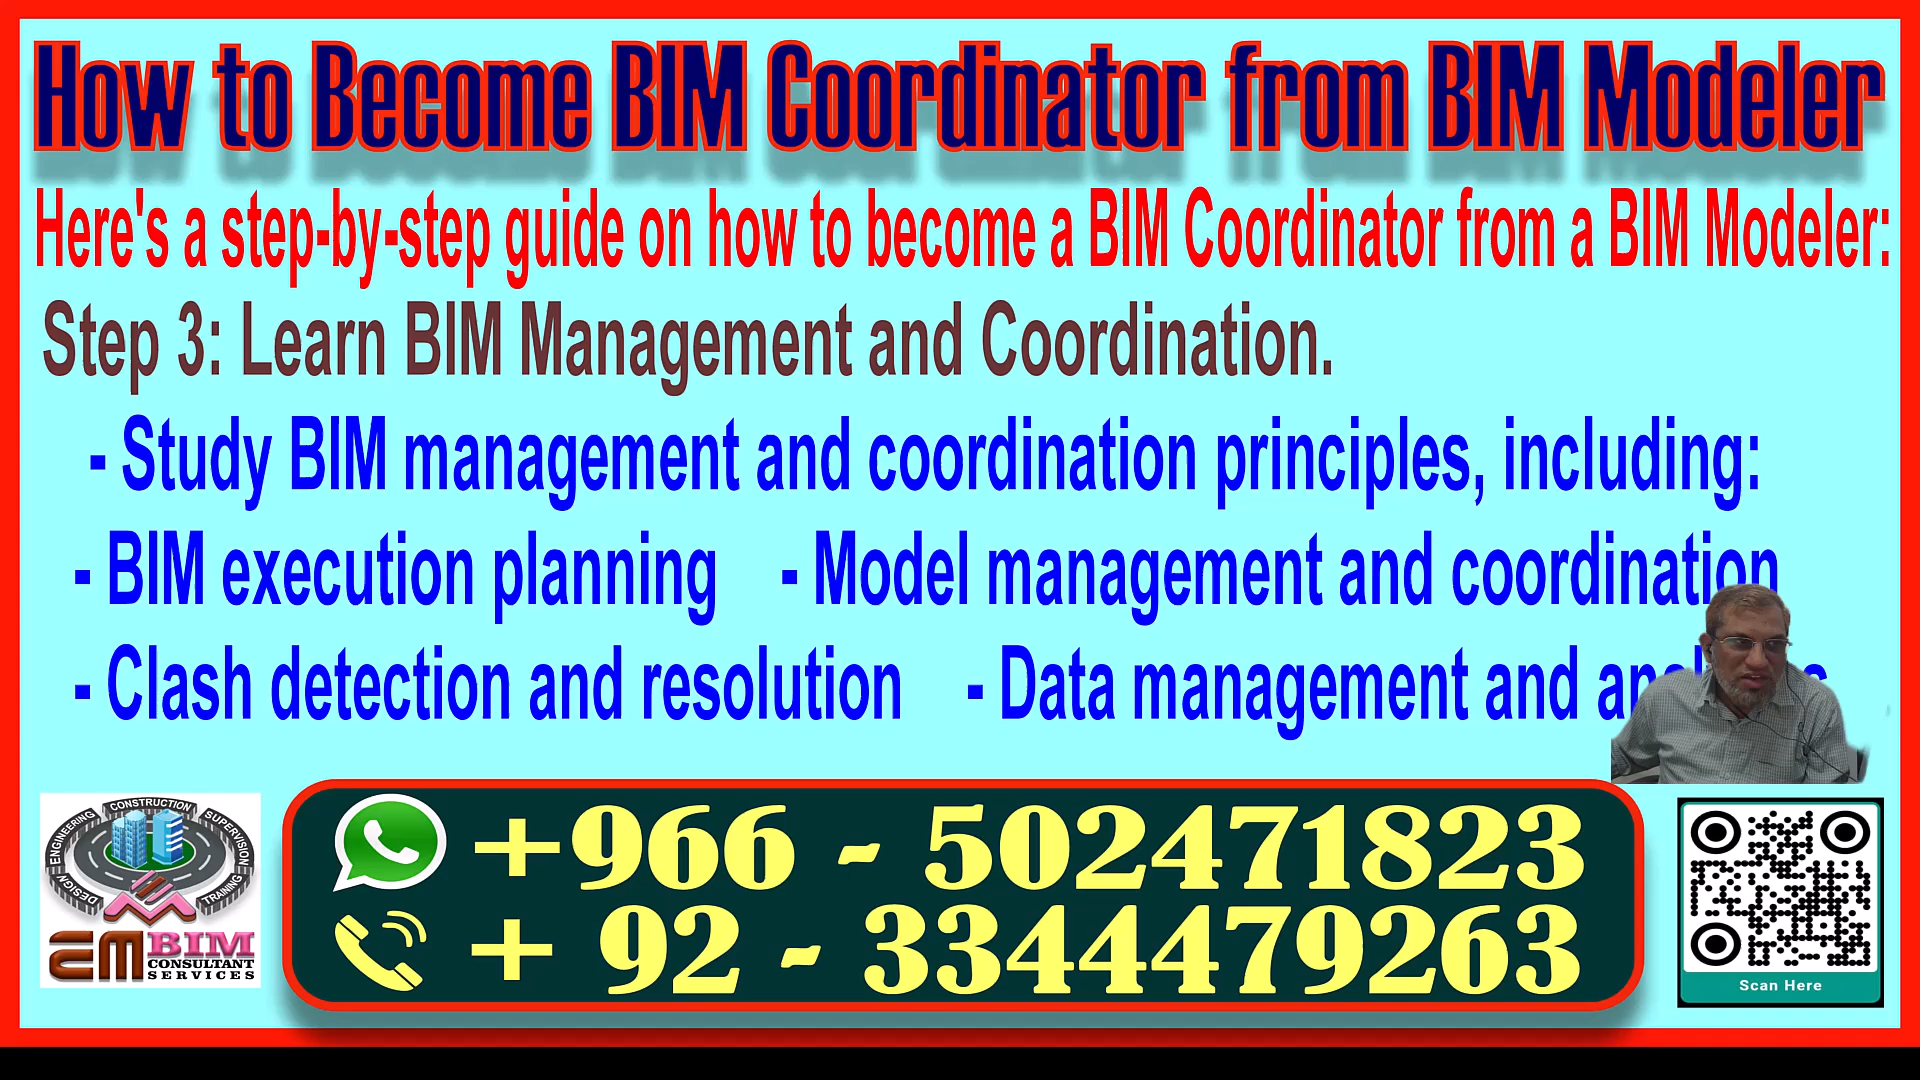 How to Become BIM Coordinator from BIM Modeler
Here's a step-by-step guide on how to become a BIM Coordinator from a BIM Modeler:
Step 3: Learn BIM Management and Coordination.
- Study BIM management and coordination principles, including:
- BIM execution planning - Model management and coordination
- Clash detection and resolution - Data management and
+966 - 502471823
+ 92 - 3344479263
ENGINEERING CONSTRUCTION SUPERVISION
DESIGN TRAINING
EM BIM
CONSULTANT
SERVICES
Scan Here